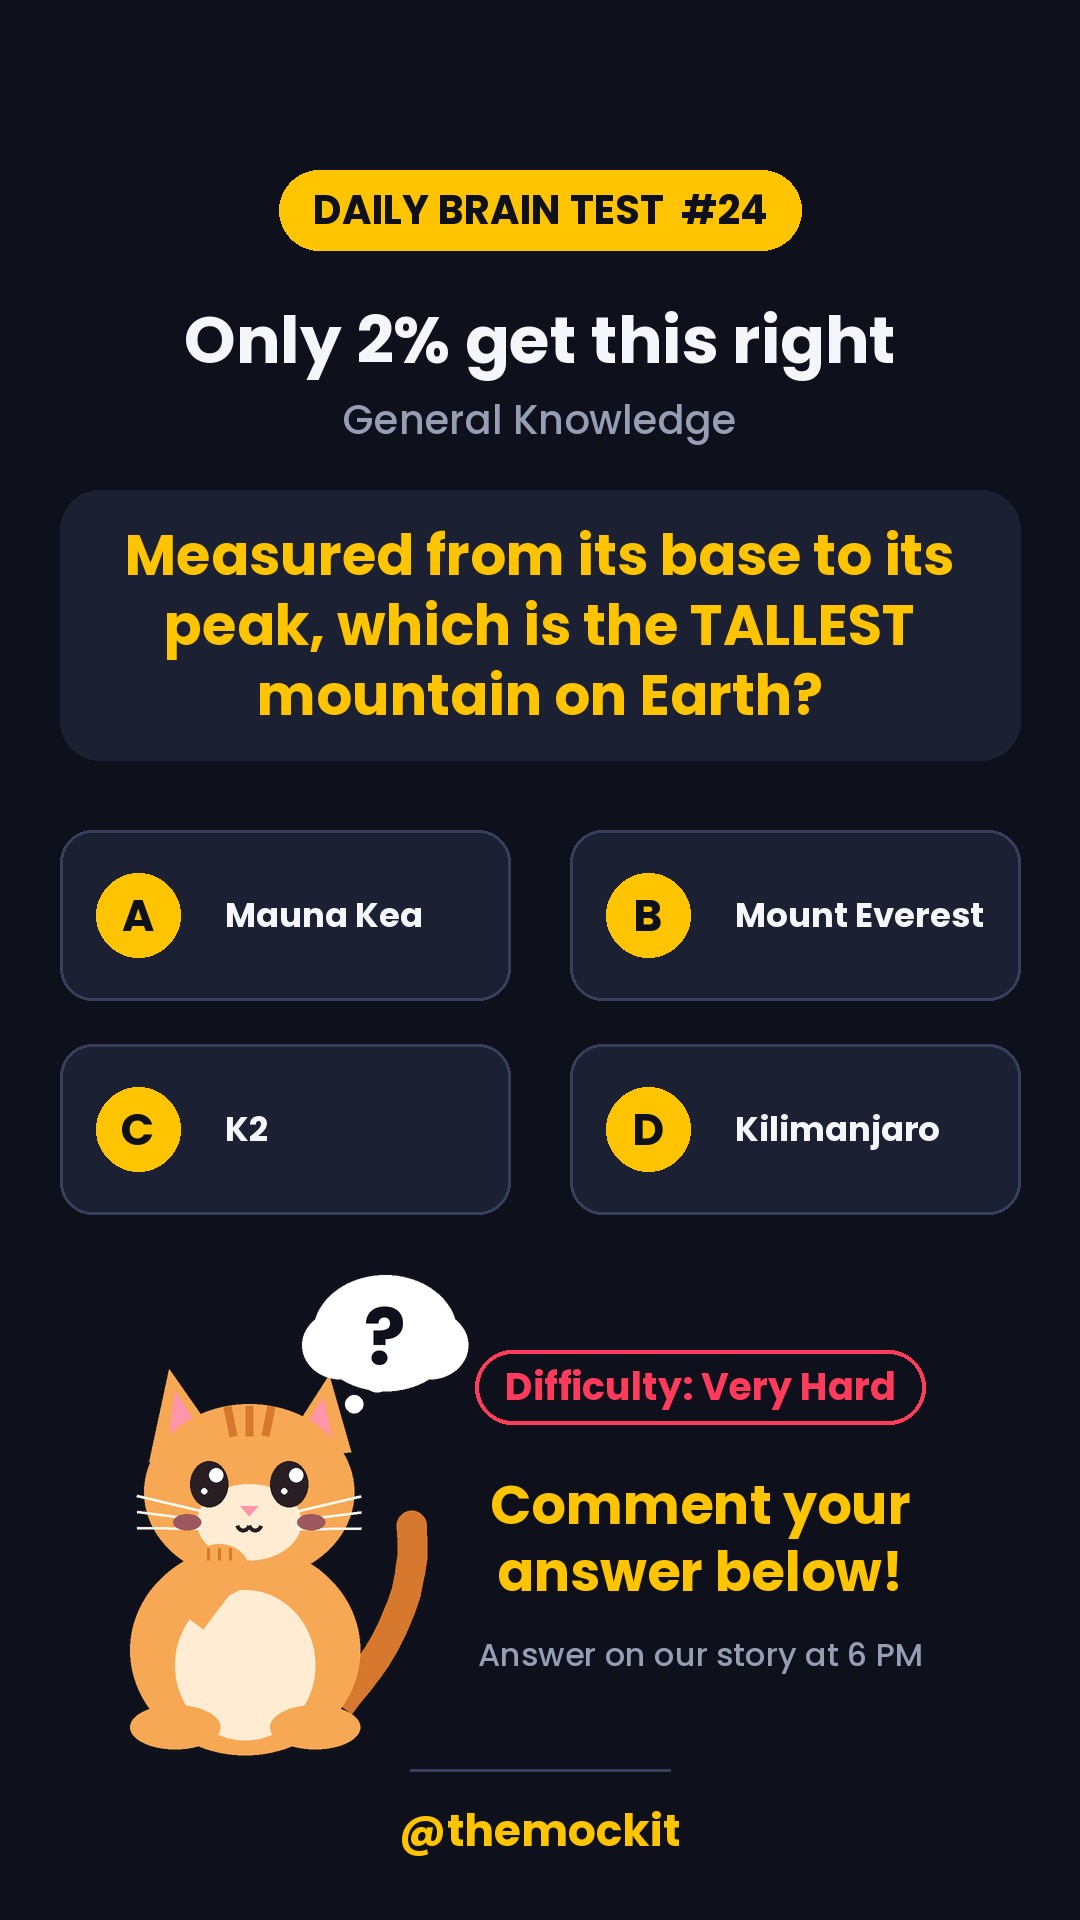 DAILY BRAIN TEST #24
Only 2% get this right
General Knowledge
Measured from its base to its
peak, which is the TALLEST
mountain on Earth?
A Mauna Kea
B Mount Everest
C K2
D Kilimanjaro
?
Difficulty: Very Hard
Comment your
answer below!
Answer on our story at 6 PM
@themockit